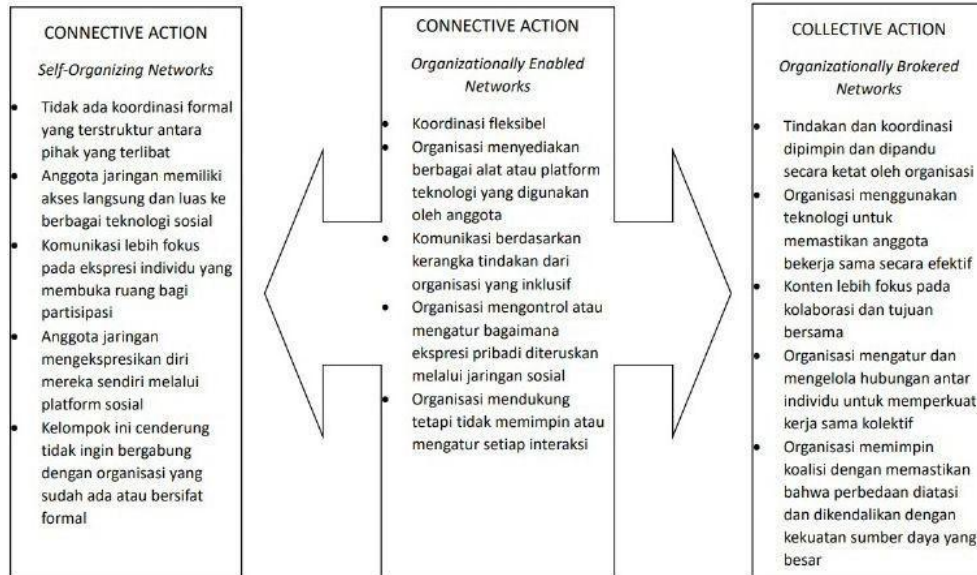 CONNECTIVE ACTION
Self-Organizing Networks
• Tidak ada koordinasi formal
yang terstruktur antara
pihak yang terlibat
• Anggota jaringan memiliki
akses langsung dan luas ke
berbagai teknologi sosial
• Komunikasi lebih fokus
pada ekspresi individu yang
membuka ruang bagi
partisipasi
• Anggota jaringan
mengekspresikan diri
mereka sendiri melalui
platform sosial
• Kelompok ini cenderung
tidak ingin bergabung
dengan organisasi yang
sudah ada atau bersifat
formal
CONNECTIVE ACTION
Organizationally Enabled
Networks
• Koordinasi fleksibel
• Organisasi menyediakan
berbagai alat atau platform
teknologi yang digunakan
oleh anggota
• Komunikasi berdasarkan
kerangka tindakan dari
organisasi yang inklusif
• Organisasi mengontrol atau
mengatur bagaimana
ekspresi pribadi diteruskan
melalui jaringan sosial
• Organisasi mendukung
tetapi tidak memimpin atau
mengatur setiap interaksi
COLLECTIVE ACTION
Organizationally Brokered
Networks
• Tindakan dan koordinasi
dipimpin dan dipandu
secara ketat oleh organisasi
• Organisasi menggunakan
teknologi untuk
memastikan anggota
bekerja sama secara efektif
• Konten lebih fokus pada
kolaborasi dan tujuan
bersama
• Organisasi mengatur dan
mengelola hubungan antar
individu untuk memperkuat
kerja sama kolektif
• Organisasi memimpin
koalisi dengan memastikan
bahwa perbedaan diatasi
dan dikendalikan dengan
kekuatan sumber daya yang
besar